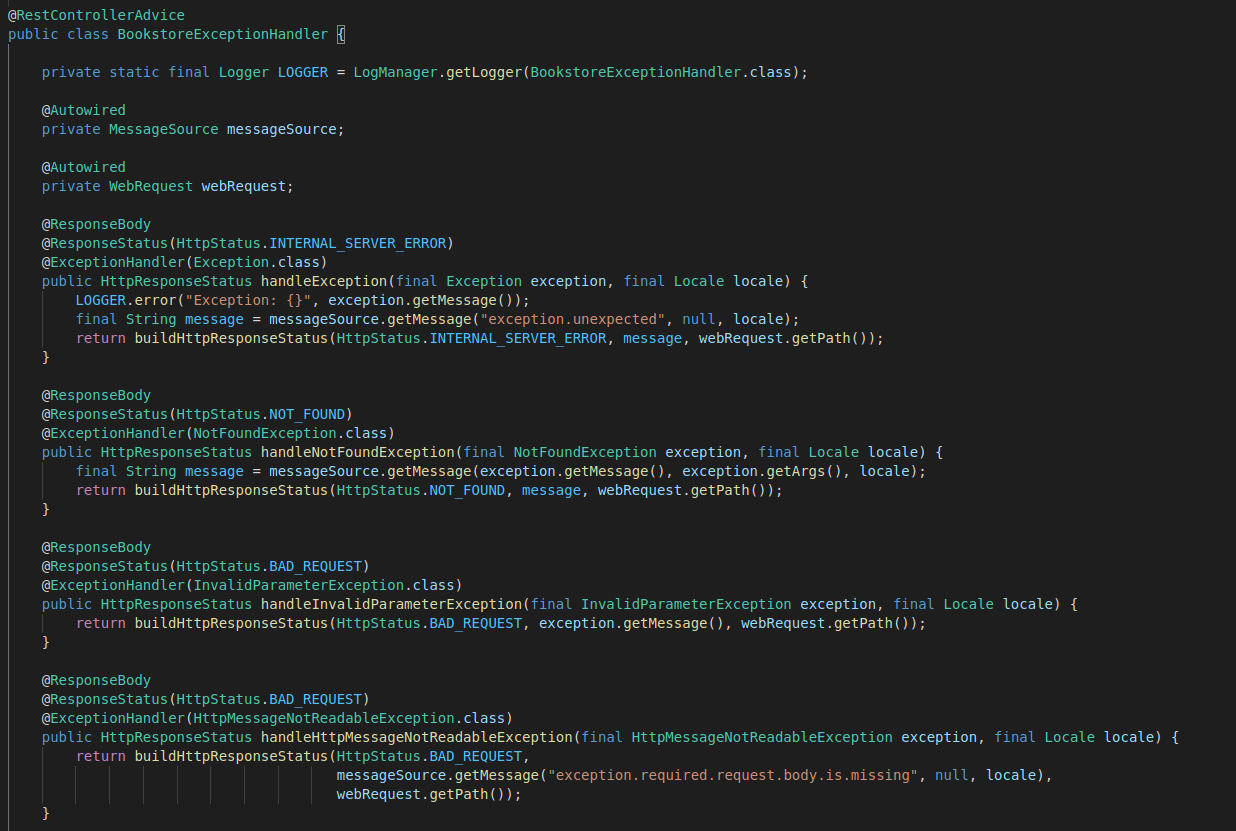 @RestControllerAdvice
public class BookstoreExceptionHandler {
private static final Logger LOGGER = LogManager.getLogger(BookstoreExceptionHandler.class);
@Autowired
private MessageSource messageSource;
@Autowired
private WebRequest webRequest;
@ResponseBody
@ResponseStatus(HttpStatus.INTERNAL_SERVER_ERROR)
@ExceptionHandler(Exception.class)
public HttpResponseStatus handleException(final Exception exception, final Locale locale) {
LOGGER.error("Exception: {}", exception.getMessage());
final String message = messageSource.getMessage("exception.unexpected", null, locale);
return buildHttpResponseStatus(HttpStatus.INTERNAL_SERVER_ERROR, message, webRequest.getPath());
}
@ResponseBody
@ResponseStatus(HttpStatus.NOT_FOUND)
@ExceptionHandler(NotFoundException.class)
public HttpResponseStatus handleNotFoundException(final NotFoundException exception, final Locale locale) {
final String message = messageSource.getMessage(exception.getMessage(), exception.getArgs(), locale);
return buildHttpResponseStatus(HttpStatus.NOT_FOUND, message, webRequest.getPath());
}
@ResponseBody
@ResponseStatus(HttpStatus.BAD_REQUEST)
@ExceptionHandler(InvalidParameterException.class)
public HttpResponseStatus handleInvalidParameterException(final InvalidParameterException exception, final Locale locale) {
return buildHttpResponseStatus(HttpStatus.BAD_REQUEST, exception.getMessage(), webRequest.getPath());
}
@ResponseBody
@ResponseStatus(HttpStatus.BAD_REQUEST)
@ExceptionHandler(HttpMessageNotReadableException.class)
public HttpResponseStatus handleHttpMessageNotReadableException(final HttpMessageNotReadableException exception, final Locale locale) {
return buildHttpResponseStatus(HttpStatus.BAD_REQUEST,
messageSource.getMessage("exception.required.request.body.is.missing", null, locale),
webRequest.getPath());
}